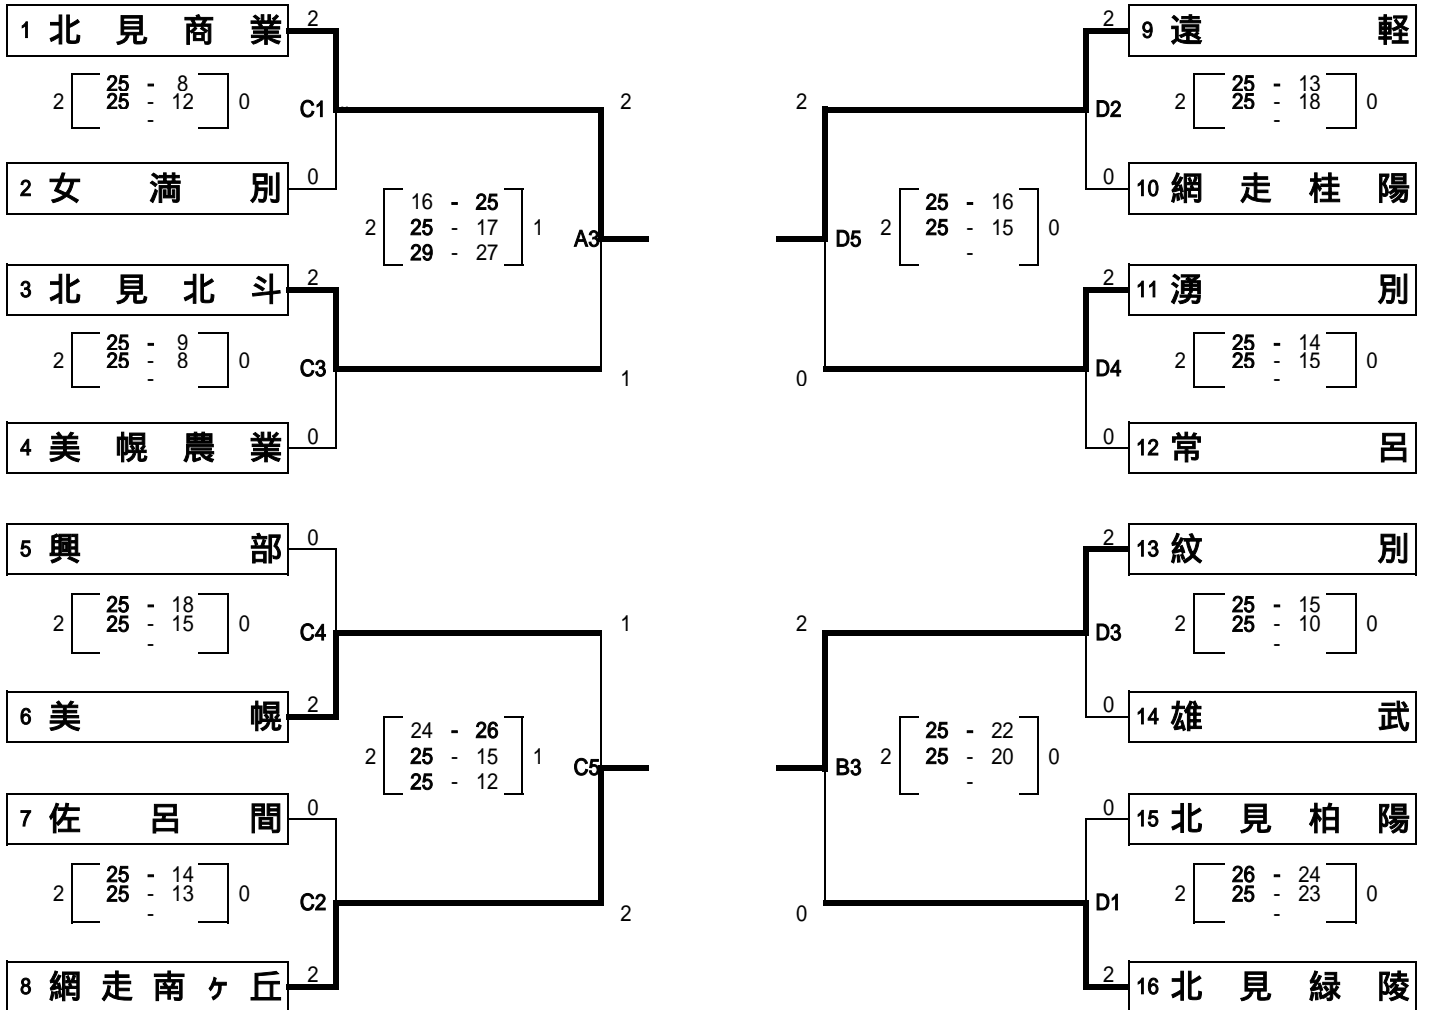 1 北見商業 2
2 [ 25 - 8 ] 0
25 - 12
-
C1
2 女満別 0
2
2 [ 16 - 25 ] 1
25 - 17
29 - 27
A3
3 北見北斗 2
2 [ 25 - 9 ] 0
25 - 8
-
C3
1
4 美幌農業 0
5 興部 0
2 [ 25 - 18 ] 0
25 - 15
-
C4
1
6 美幌 2
2 [ 24 - 26 ] 1
25 - 15
25 - 12
C5
7 佐呂間 0
2 [ 25 - 14 ] 0
25 - 13
-
C2
2
8 網走南ヶ丘 2
2 9 遠軽
2 [ 25 - 13 ] 0
25 - 18
-
D2
2
0 10 網走桂陽
D5
2 [ 25 - 16 ] 0
25 - 15
-
2 11 湧別
2 [ 25 - 14 ] 0
25 - 15
-
D4
0
0 12 常呂
2 13 紋別
2 [ 25 - 15 ] 0
25 - 10
-
D3
2
0 14 雄武
B3
2 [ 25 - 22 ] 0
25 - 20
-
0 15 北見柏陽
2 [ 26 - 24 ] 0
25 - 23
-
D1
0
2 16 北見緑陵